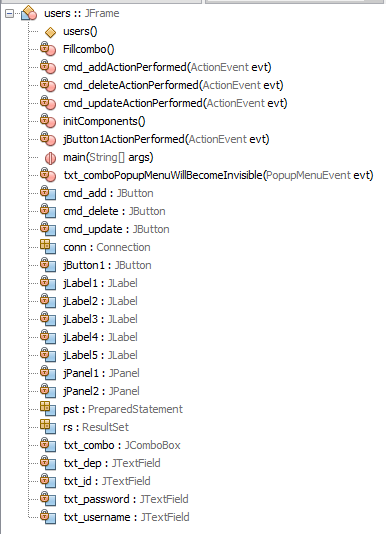 users :: JFrame
users()
Fillcombo()
cmd_addActionPerformed(ActionEvent evt)
cmd_deleteActionPerformed(ActionEvent evt)
cmd_updateActionPerformed(ActionEvent evt)
initComponents()
jButton1ActionPerformed(ActionEvent evt)
main(String[] args)
txt_comboPopupMenuWillBecomeInvisible(PopupMenuEvent evt)
cmd_add : JButton
cmd_delete : JButton
cmd_update : JButton
conn : Connection
jButton1 : JButton
jLabel1 : JLabel
jLabel2 : JLabel
jLabel3 : JLabel
jLabel4 : JLabel
jLabel5 : JLabel
jPanel1 : JPanel
jPanel2 : JPanel
pst : PreparedStatement
rs : ResultSet
txt_combo : JComboBox
txt_dep : JTextField
txt_id : JTextField
txt_password : JTextField
txt_username : JTextField